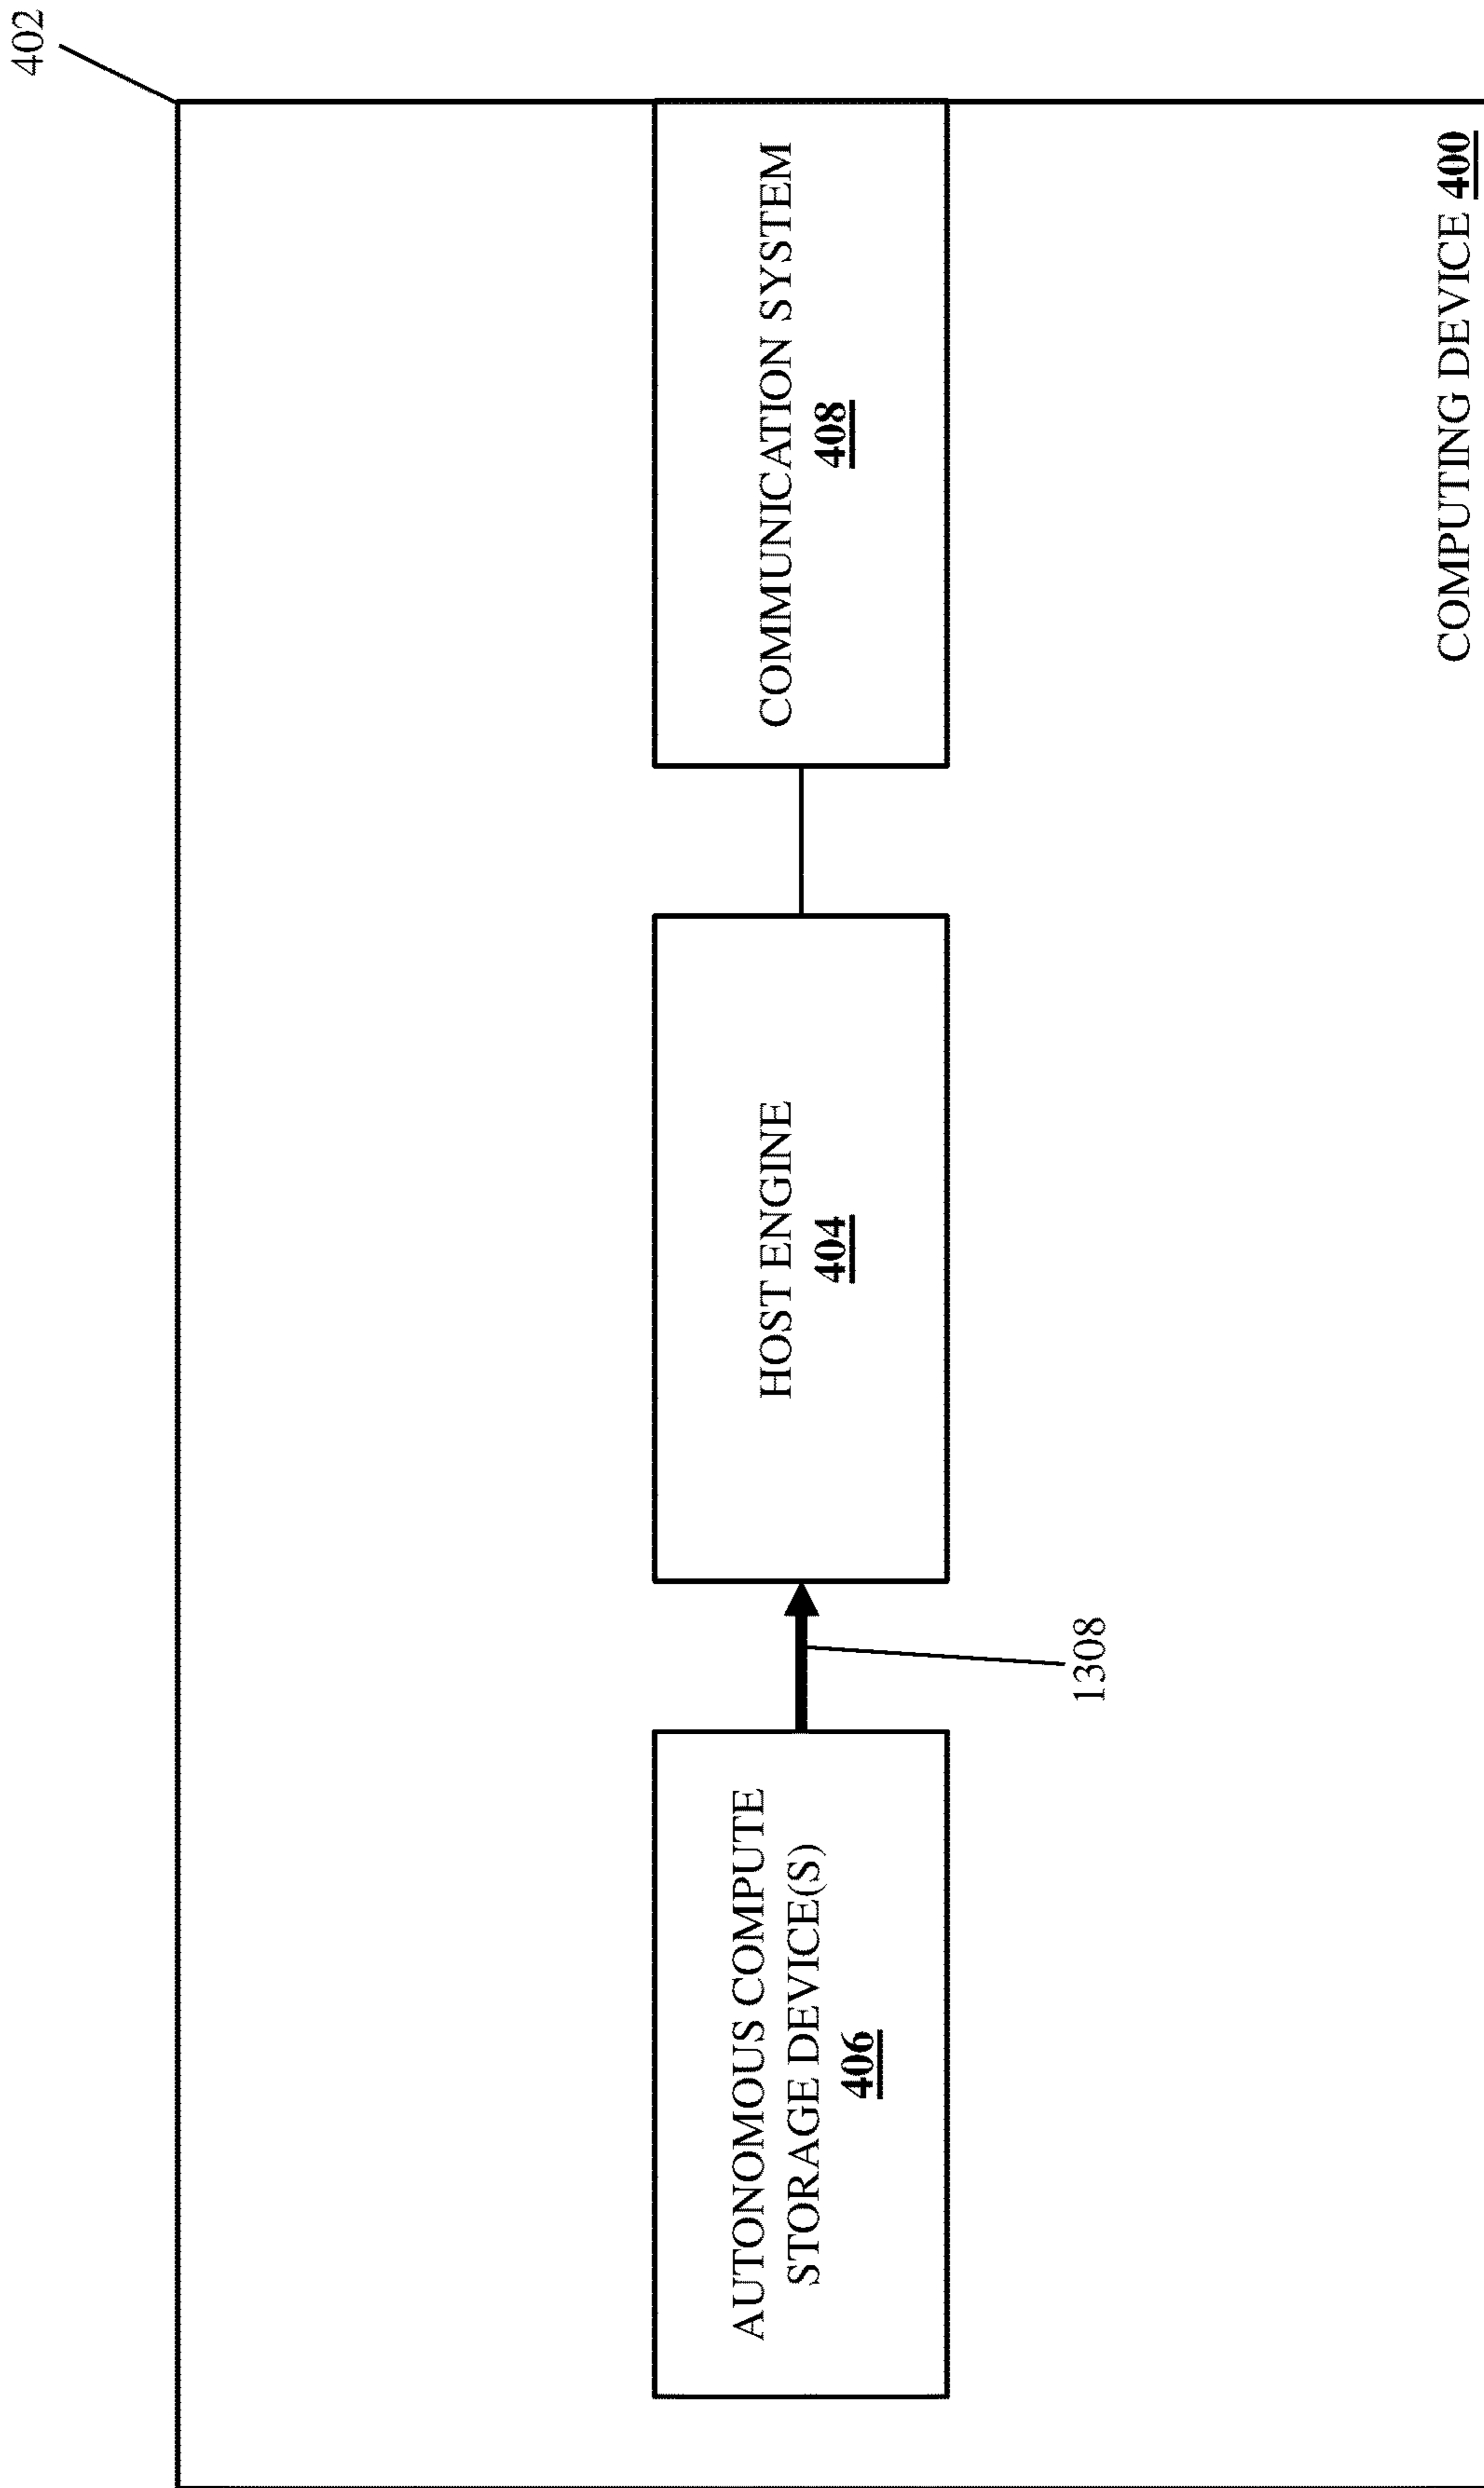 402
AUTONOMOUS COMPUTE
STORAGE DEVICE(S)
406
1308
HOST ENGINE
404
COMMUNICATION SYSTEM
408
COMPUTING DEVICE 400